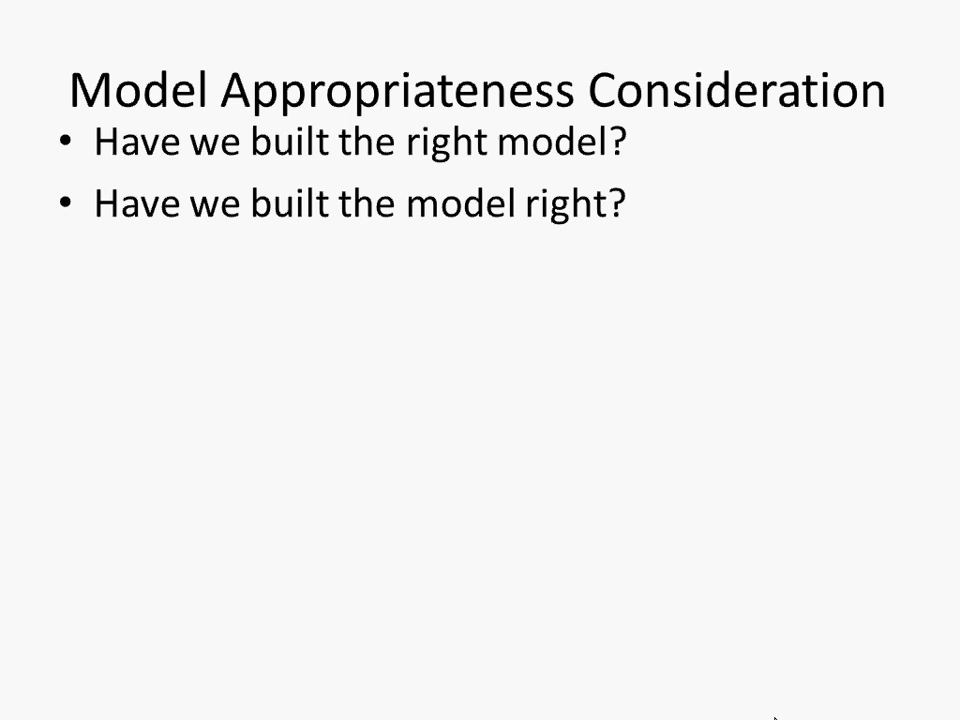 Model Appropriateness Consideration
• Have we built the right model?
• Have we built the model right?